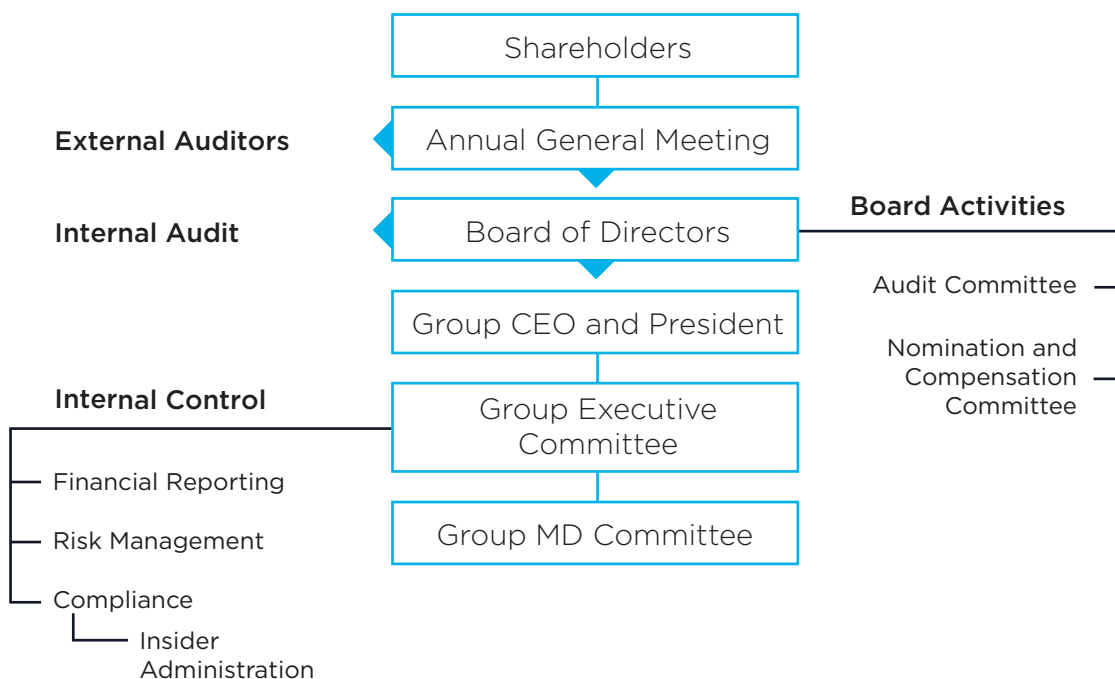 Shareholders
External Auditors
Annual General Meeting
Internal Audit
Board of Directors
Board Activities
Audit Committee
Group CEO and President
Nomination and
Compensation
Committee
Internal Control
Group Executive
Committee
Financial Reporting
Risk Management
Group MD Committee
Compliance
Insider
Administration